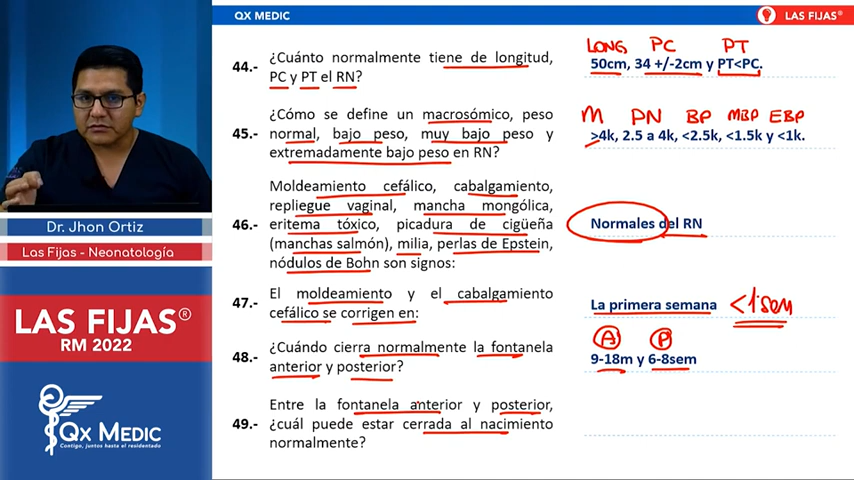 QX MEDIC
LAS FIJAS®
44.- ¿Cuánto normalmente tiene de longitud,
PC y PT el RN?
LONG PC PT
50cm, 34 +/-2cm y PT<PC.
45.- ¿Cómo se define un macrosómico, peso
normal, bajo peso, muy bajo peso y
extremadamente bajo peso en RN?
M PN BP MBP EBP
>4k, 2.5 a 4k, <2.5k, <1.5k y <1k.
46.- Moldeamiento cefálico, cabalgamiento,
repliegue vaginal, mancha mongólica,
eritema tóxico, picadura de cigüeña
(manchas salmón), milia, perlas de Epstein,
nódulos de Bohn son signos:
Normales del RN
47.- El moldeamiento y el cabalgamiento
cefálico se corrigen en:
La primera semana <1sem
48.- ¿Cuándo cierra normalmente la fontanela
anterior y posterior?
A P
9-18m y 6-8sem
49.- Entre la fontanela anterior y posterior,
¿cuál puede estar cerrada al nacimiento
normalmente?
Dr. Jhon Ortiz
Las Fijas - Neonatología
LAS FIJAS®
RM 2022
QX MEDIC
Contigo, juntos hasta el residentado